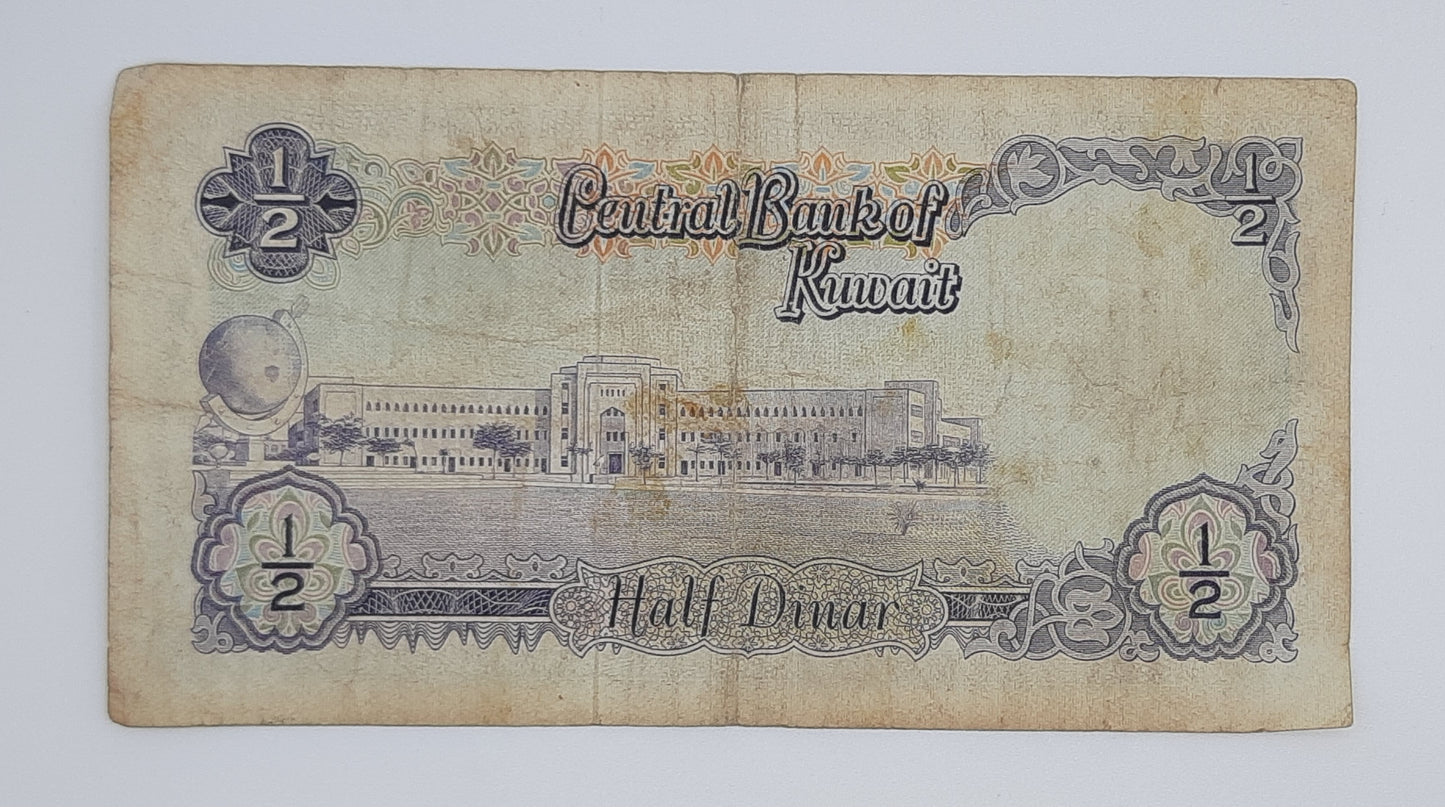 1/2
Central Bank of
Kuwait
1/2
1/2
Half Dinar
1/2